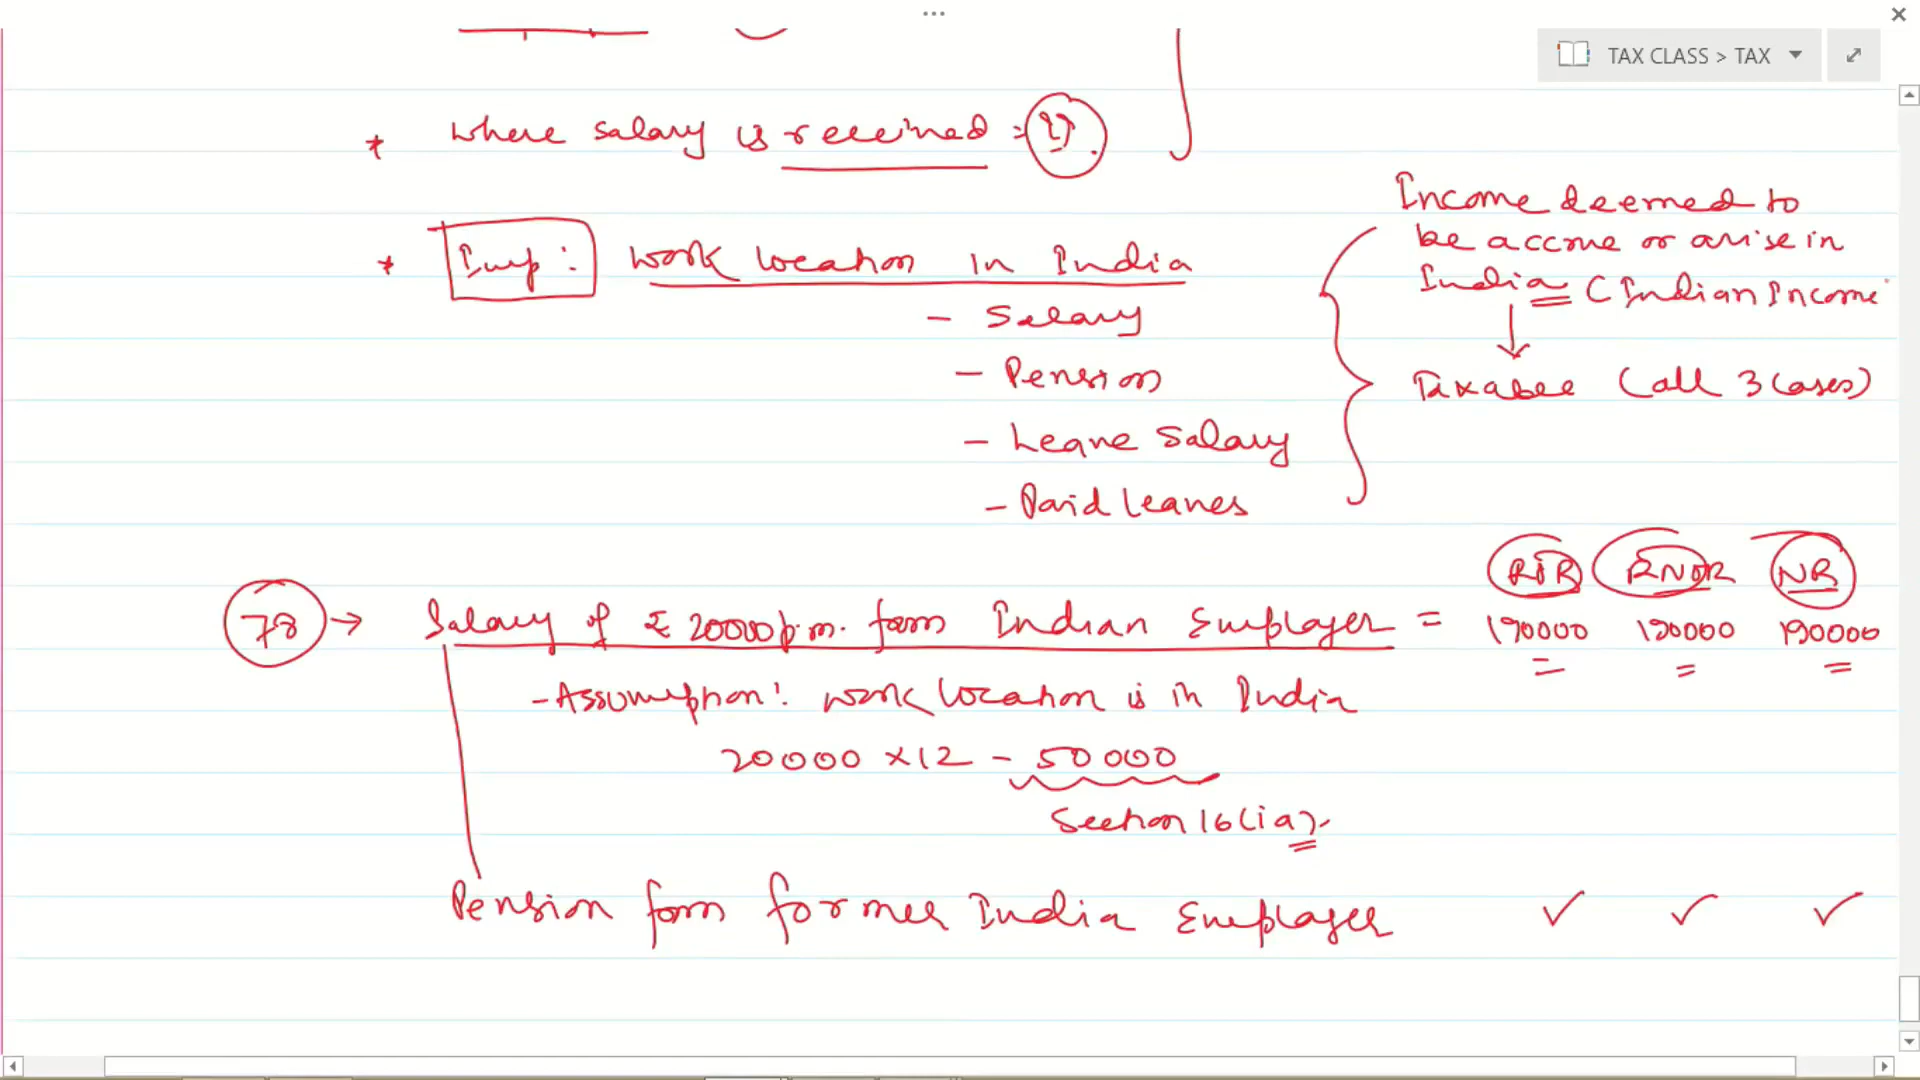 TAX CLASS > TAX
* where salary is received =
* Imp: work location in India
- Salary
- Pension
- Leave Salary
- Paid Leaves
Income deemed to
be accrue or arise in
India (Indian Income
Taxable (all 3 cases)
ROR RNOR NR
78 → Salary of ₹ 20000 p.m. from Indian Employer = 190000 190000 190000
- Assumption: work location is in India
20000 × 12 - 50000
Section 16(ia).
Pension from former India Employer ✓ ✓ ✓